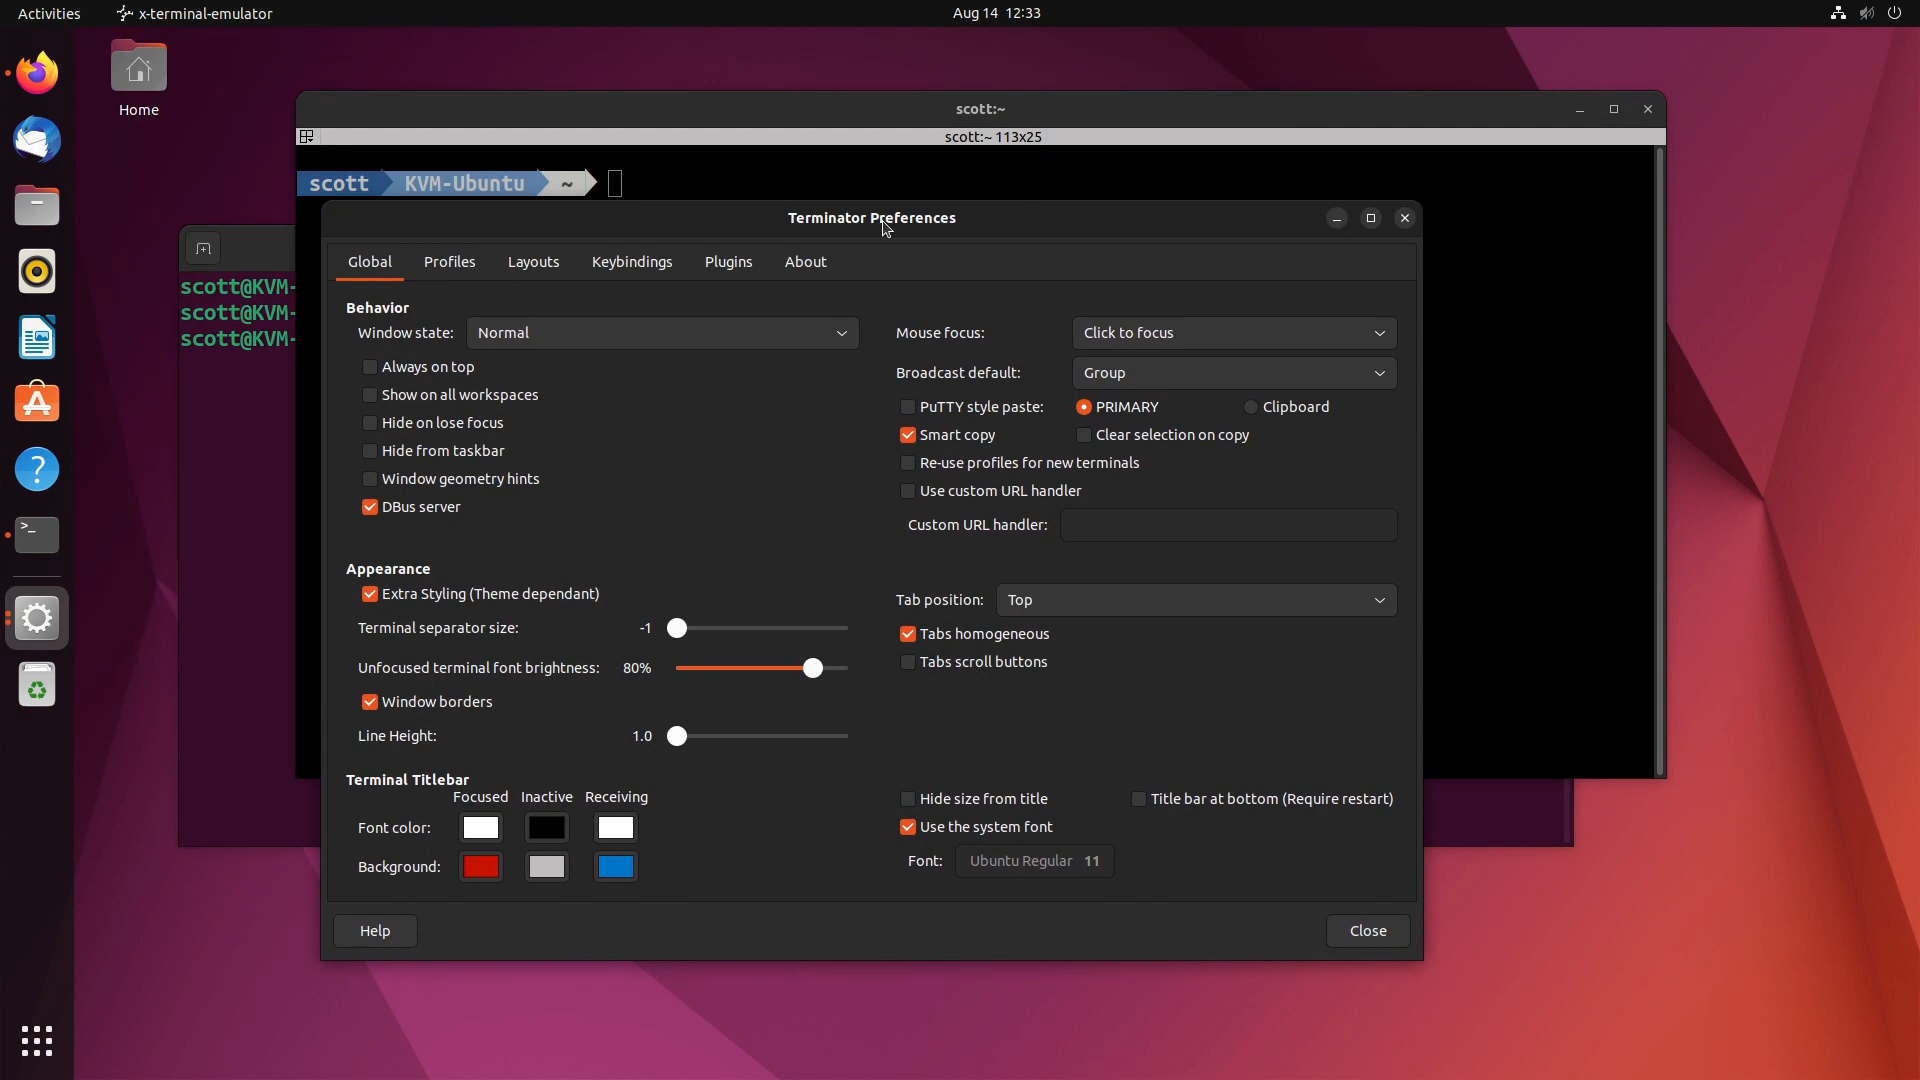 Activities
x-terminal-emulator
Aug 14 12:33
Home
scott:~
scott:~ 113x25
scott KVM-Ubuntu ~
scott@KVM-
scott@KVM-
scott@KVM-
Terminator Preferences
Global Profiles Layouts Keybindings Plugins About
Behavior
Window state: Normal
Always on top
Show on all workspaces
Hide on lose focus
Hide from taskbar
Window geometry hints
DBus server
Mouse focus: Click to focus
Broadcast default: Group
PuTTY style paste: PRIMARY Clipboard
Smart copy Clear selection on copy
Re-use profiles for new terminals
Use custom URL handler
Custom URL handler:
Appearance
Extra Styling (Theme dependant)
Terminal separator size: -1
Unfocused terminal font brightness: 80%
Window borders
Line Height: 1.0
Tab position: Top
Tabs homogeneous
Tabs scroll buttons
Terminal Titlebar
Focused Inactive Receiving
Font color:
Background:
Hide size from title Title bar at bottom (Require restart)
Use the system font
Font: Ubuntu Regular 11
Help
Close